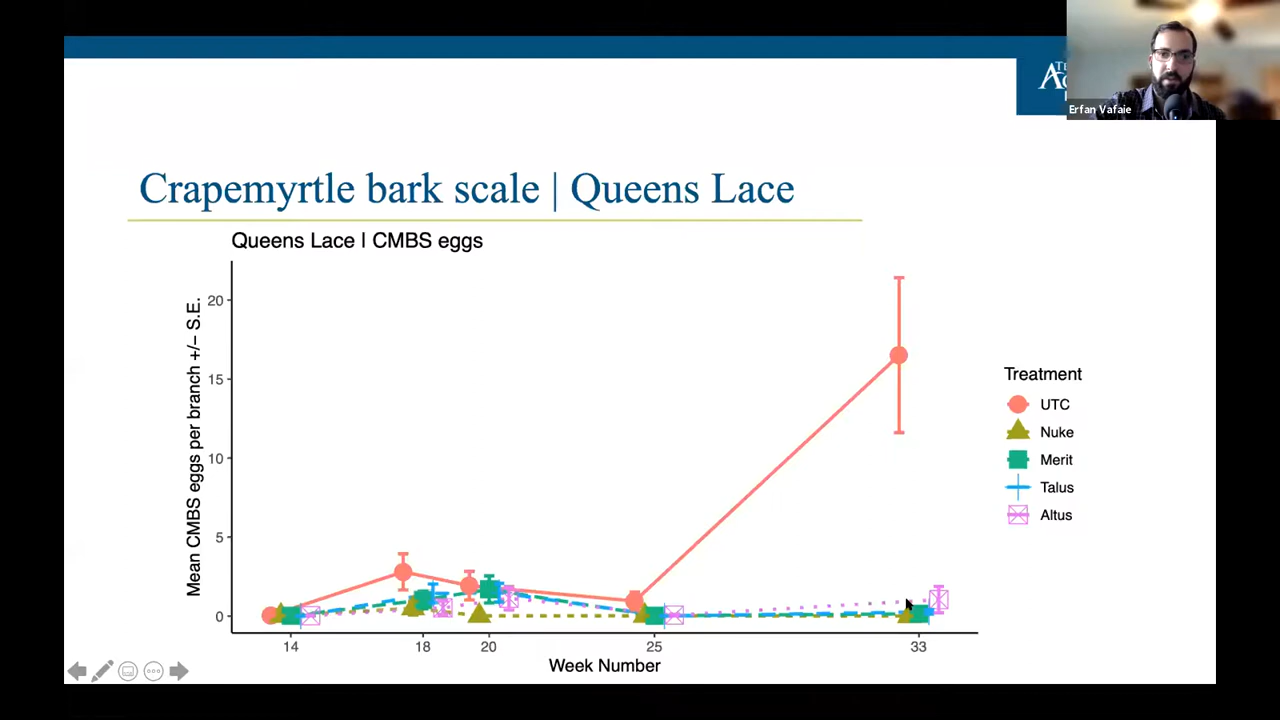 Erfan Vafaie
Crapemyrtle bark scale | Queens Lace
Queens Lace | CMBS eggs
Mean CMBS eggs per branch +/− S.E.
20
15
10
5
0
14
18
20
25
33
Week Number
Treatment
UTC
Nuke
Merit
Talus
Altus